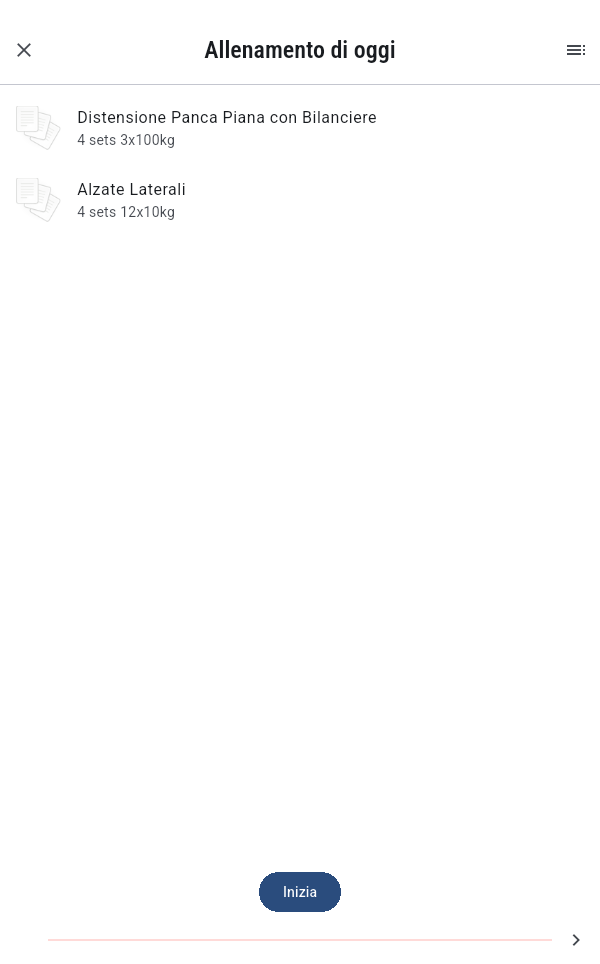 Allenamento di oggi
Distensione Panca Piana con Bilanciere
4 sets 3x100kg
Alzate Laterali
4 sets 12x10kg
Inizia